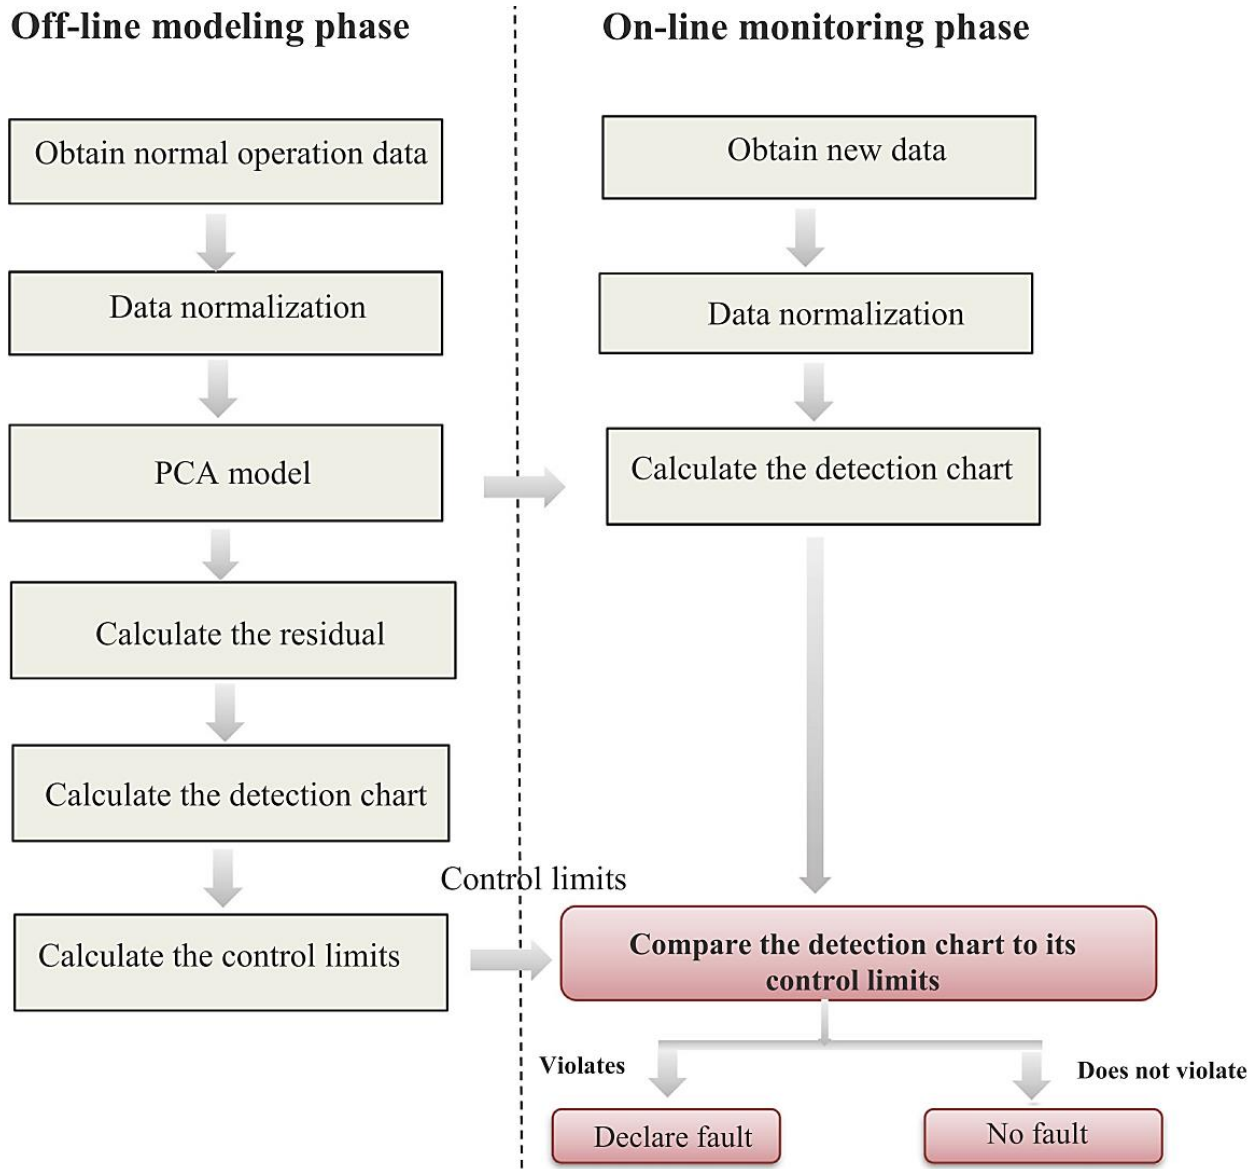 Off-line modeling phase
Obtain normal operation data
Data normalization
PCA model
Calculate the residual
Calculate the detection chart
Calculate the control limits
On-line monitoring phase
Obtain new data
Data normalization
Calculate the detection chart
Control limits
Compare the detection chart to its
control limits
Violates
Does not violate
Declare fault
No fault